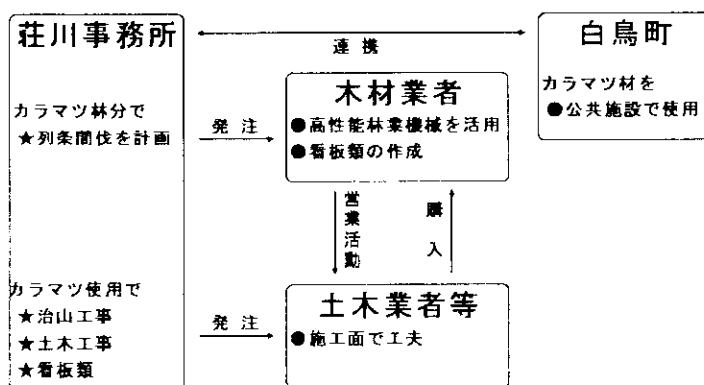 荘川事務所
連携
白鳥町
カラマツ林分で
★列条間伐を計画
発注
木材業者
●高性能林業機械を活用
●看板類の作成
カラマツ材を
●公共施設で使用
営業活動
購入
カラマツ使用で
★治山工事
★土木工事
★看板類
発注
土木業者等
●施工面で工夫